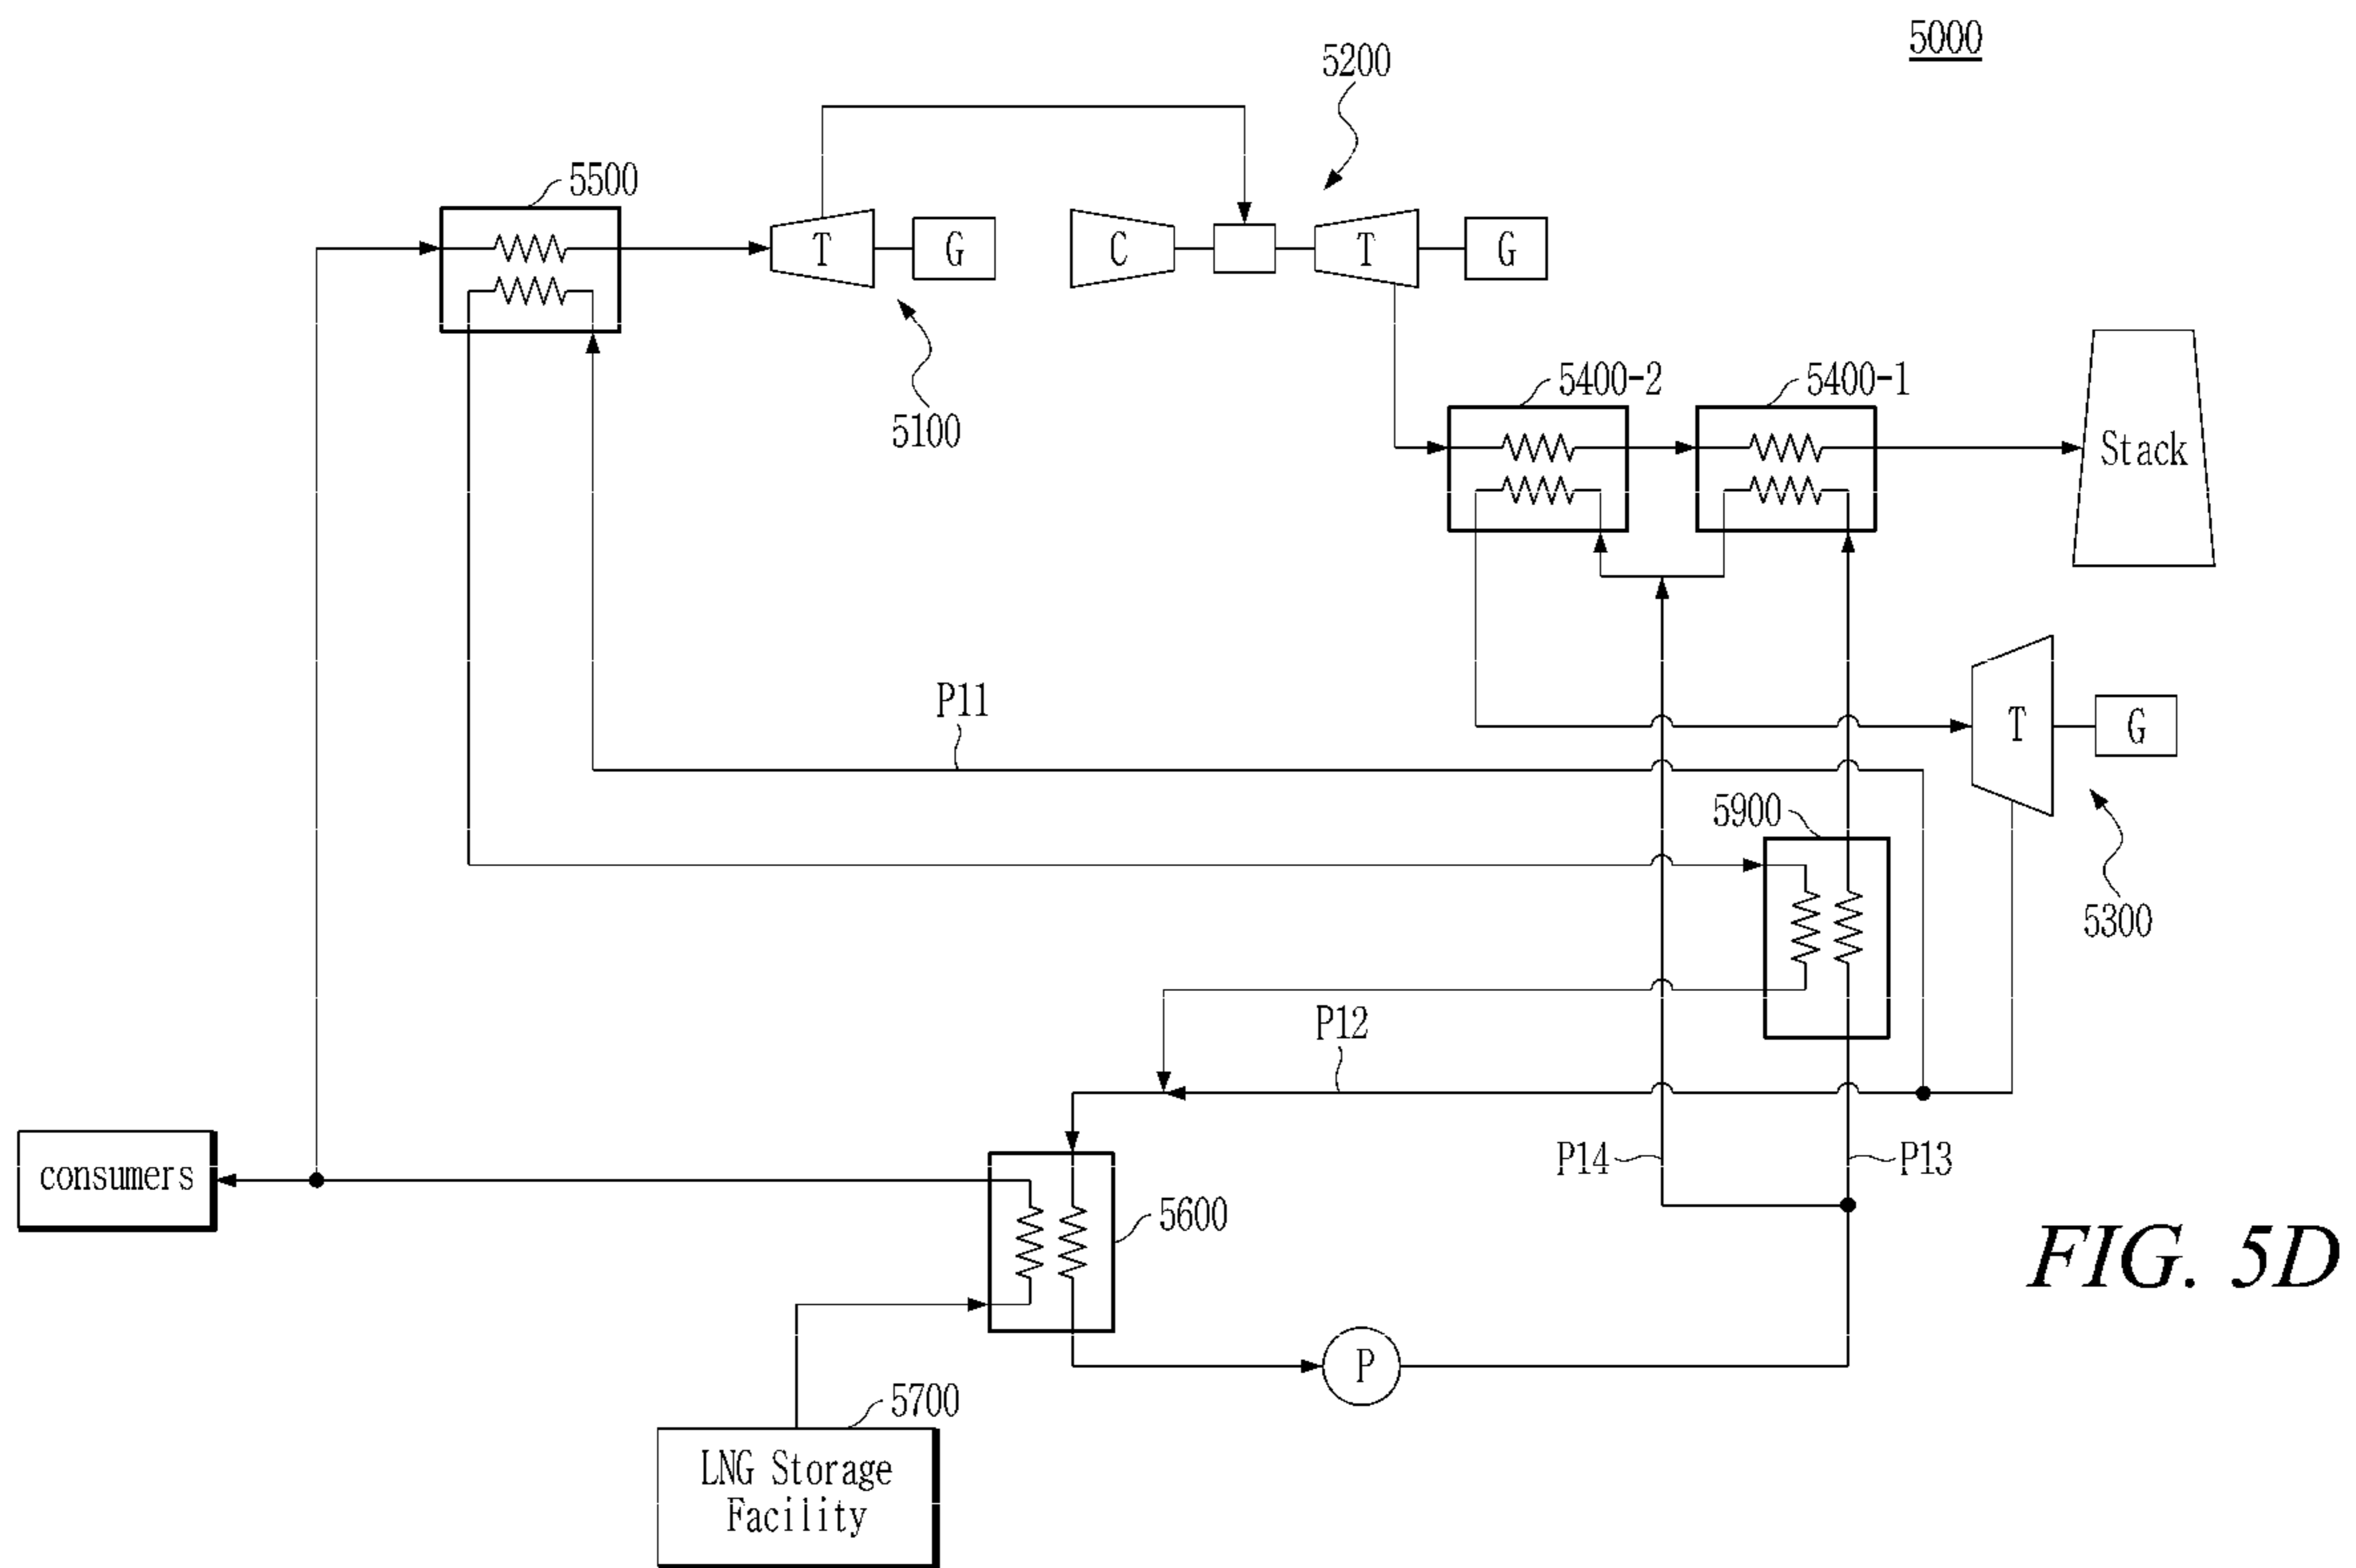 5000
5200
5500
T
G
C
T
G
5100
5400-2
5400-1
Stack
P11
T
G
5900
5300
P12
consumers
P14
P13
5600
FIG. 5D
P
5700
LNG Storage
Facility